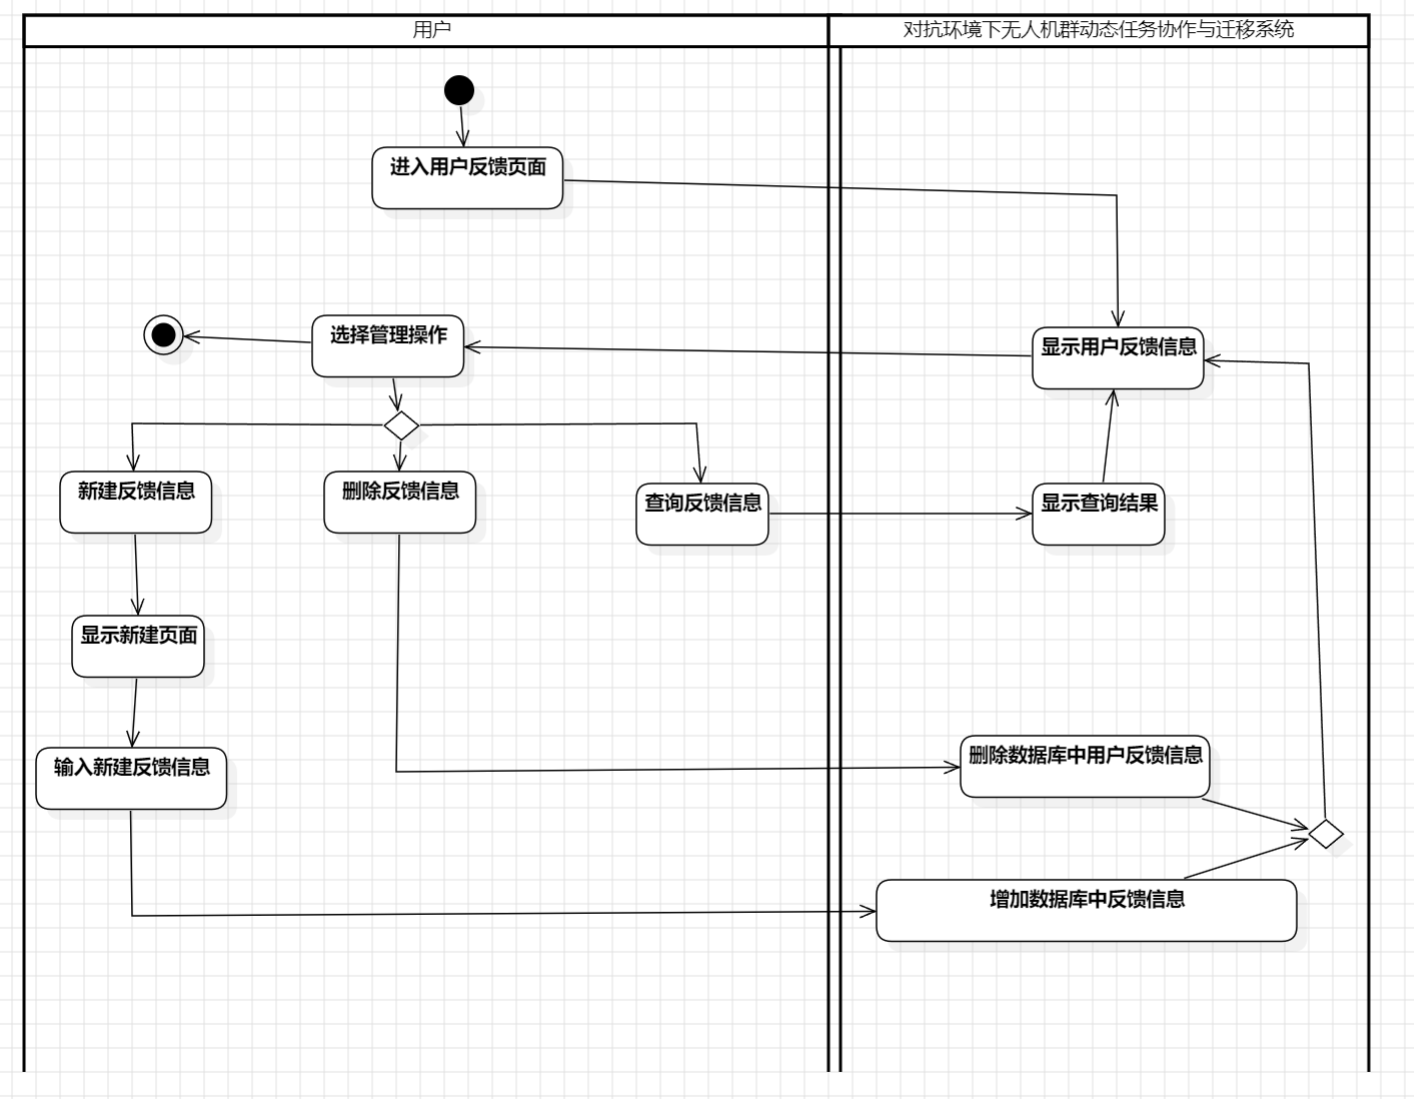 用户
对抗环境下无人机群动态任务协作与迁移系统
进入用户反馈页面
选择管理操作
显示用户反馈信息
新建反馈信息
删除反馈信息
查询反馈信息
显示查询结果
显示新建页面
输入新建反馈信息
删除数据库中用户反馈信息
增加数据库中反馈信息